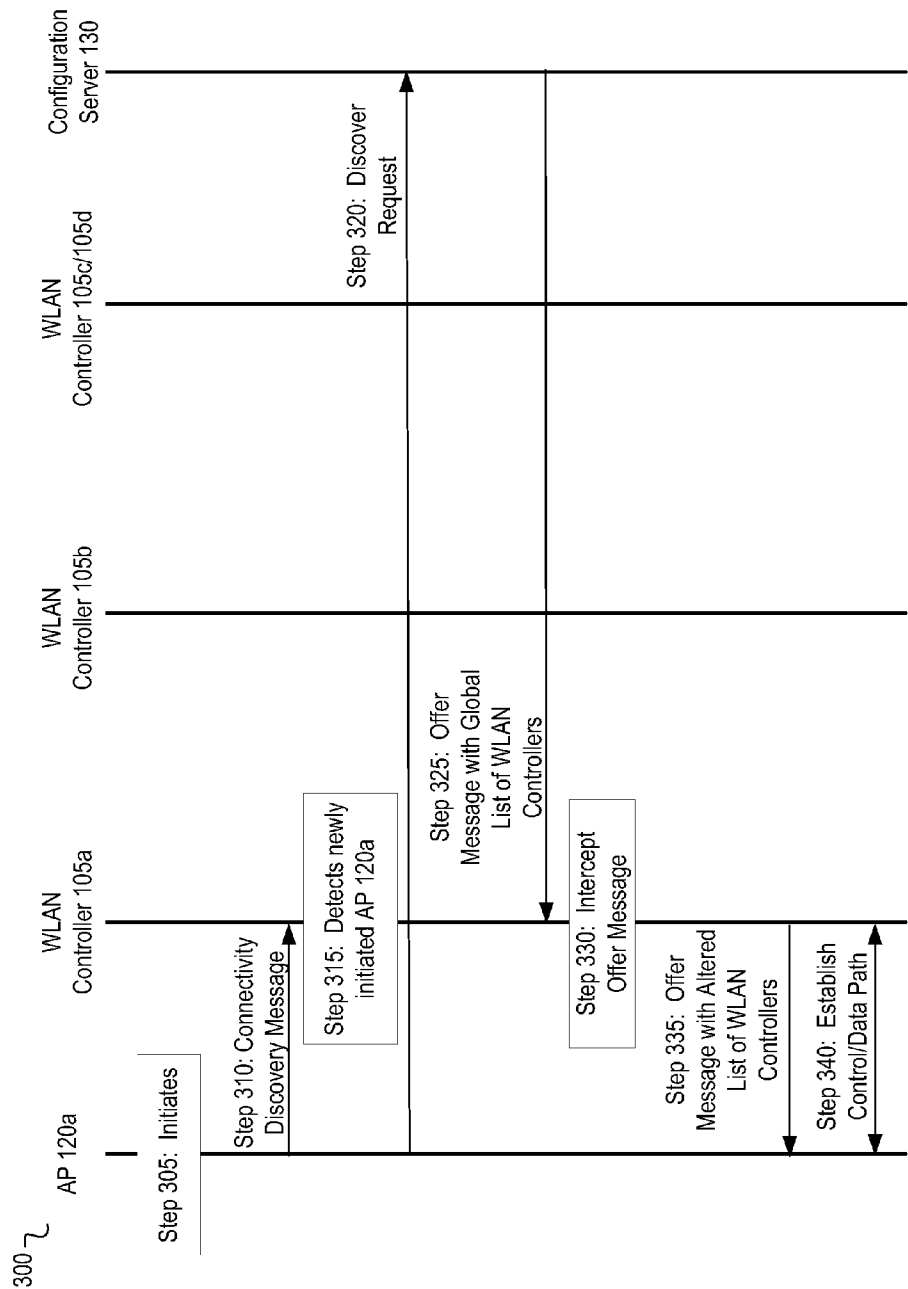 300
AP 120a
WLAN
Controller 105a
WLAN
Controller 105b
WLAN
Controller 105c/105d
Configuration
Server 130
Step 305: Initiates
Step 310: Connectivity
Discovery Message
Step 315: Detects newly
initiated AP 120a
Step 320: Discover
Request
Step 325: Offer
Message with Global
List of WLAN
Controllers
Step 330: Intercept
Offer Message
Step 335: Offer
Message with Altered
List of WLAN
Controllers
Step 340: Establish
Control/Data Path